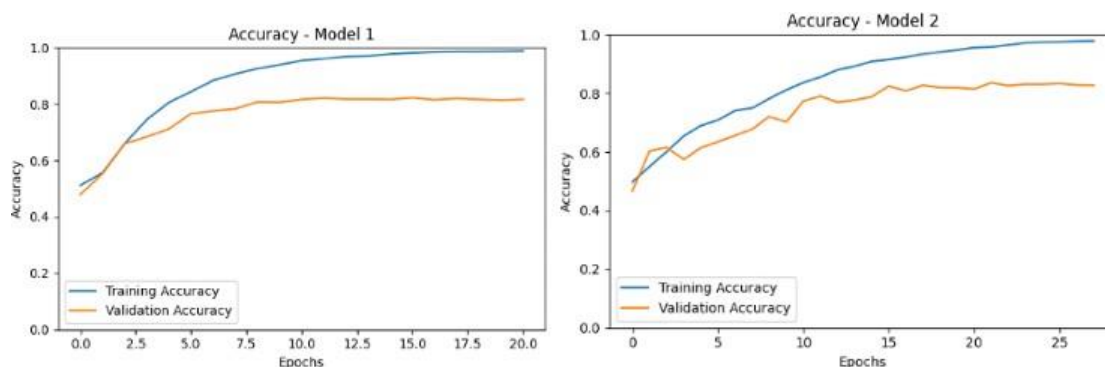 Accuracy - Model 1
1.0
0.8
0.6
0.4
0.2
0.0
Accuracy
Training Accuracy
Validation Accuracy
0.0 2.5 5.0 7.5 10.0 12.5 15.0 17.5 20.0
Epochs
Accuracy - Model 2
1.0
0.8
0.6
0.4
0.2
0.0
Accuracy
Training Accuracy
Validation Accuracy
0 5 10 15 20 25
Epochs